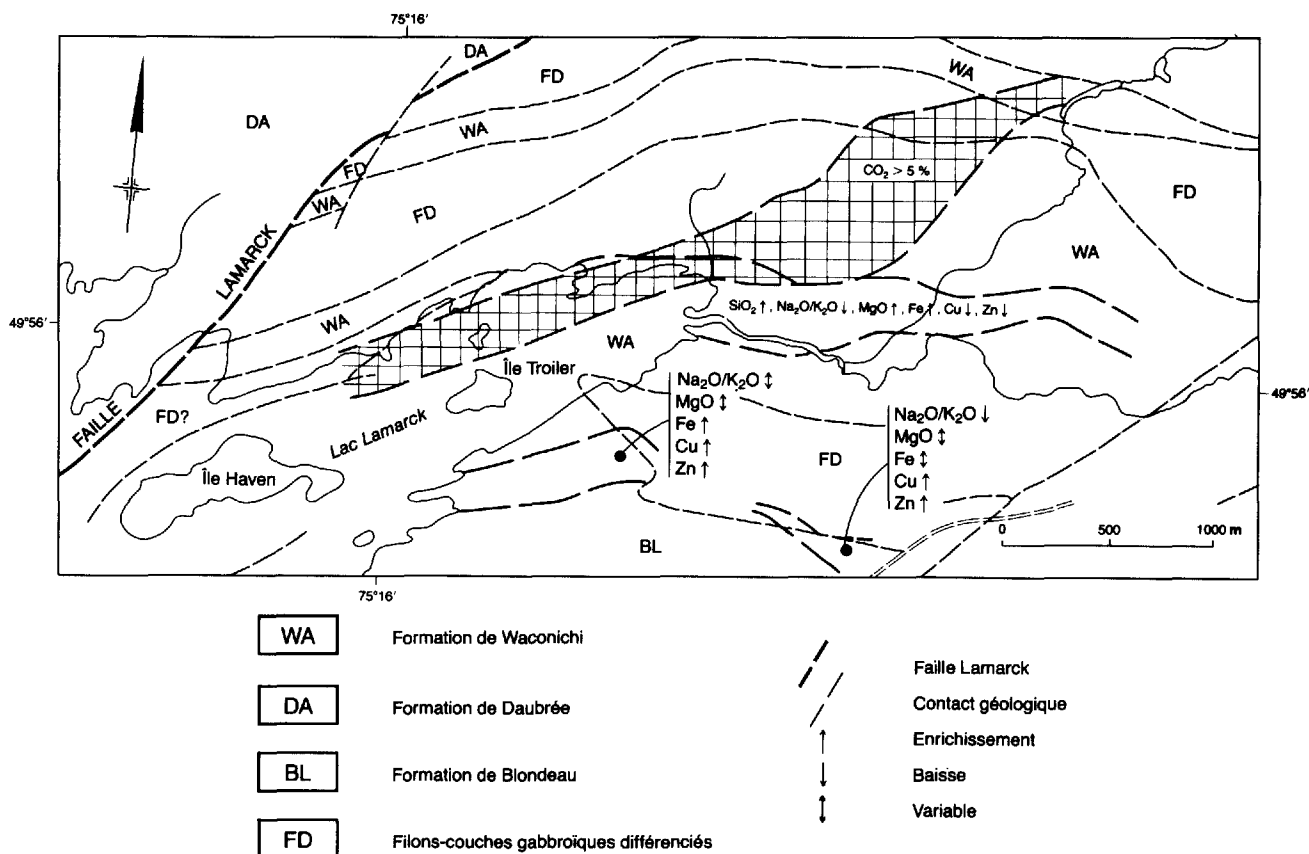 75°16'
DA
FD
WA
DA
WA
FD
WA
FD
CO₂ > 5 %
FD
LAMARCK
WA
49°56'
SiO₂ ↑, Na₂O/K₂O ↓, MgO ↑, Fe ↑, Cu ↓, Zn ↓
WA
WA
Île Troiler
Na₂O/K₂O ↕
MgO ↕
Fe ↑
Cu ↑
Zn ↑
49°56'
FAILLE
FD?
Lac Lamarck
Na₂O/K₂O ↓
MgO ↕
Fe ↕
Cu ↑
Zn ↑
FD
Île Haven
0 500 1000 m
BL
75°16'
WA Formation de Waconichi
DA Formation de Daubrée
BL Formation de Blondeau
FD Filons-couches gabbroïques différenciés
Faille Lamarck
Contact géologique
Enrichissement
Baisse
Variable